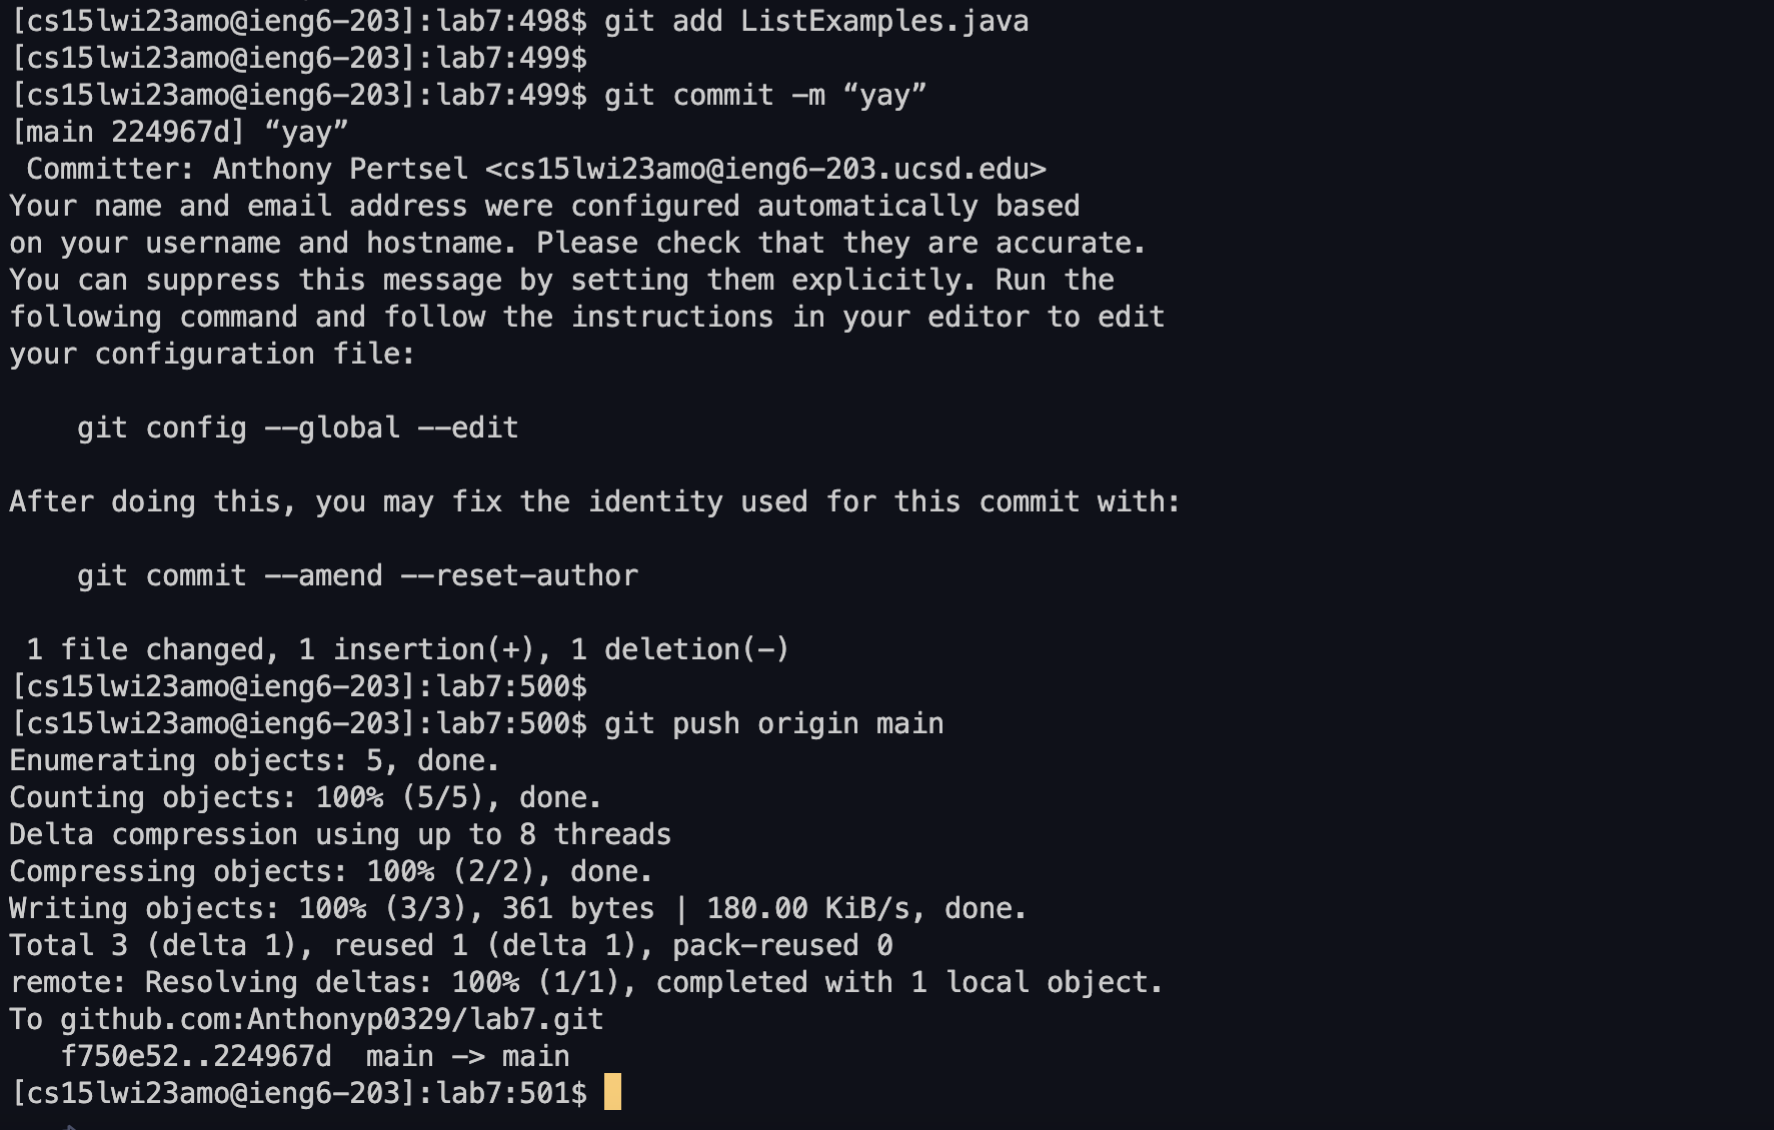 [cs15lwi23amo@ieng6-203]:lab7:498$ git add ListExamples.java
[cs15lwi23amo@ieng6-203]:lab7:499$
[cs15lwi23amo@ieng6-203]:lab7:499$ git commit -m “yay”
[main 224967d] “yay”
 Committer: Anthony Pertsel <cs15lwi23amo@ieng6-203.ucsd.edu>
Your name and email address were configured automatically based
on your username and hostname. Please check that they are accurate.
You can suppress this message by setting them explicitly. Run the
following command and follow the instructions in your editor to edit
your configuration file:

    git config --global --edit

After doing this, you may fix the identity used for this commit with:

    git commit --amend --reset-author

 1 file changed, 1 insertion(+), 1 deletion(-)
[cs15lwi23amo@ieng6-203]:lab7:500$
[cs15lwi23amo@ieng6-203]:lab7:500$ git push origin main
Enumerating objects: 5, done.
Counting objects: 100% (5/5), done.
Delta compression using up to 8 threads
Compressing objects: 100% (2/2), done.
Writing objects: 100% (3/3), 361 bytes | 180.00 KiB/s, done.
Total 3 (delta 1), reused 1 (delta 1), pack-reused 0
remote: Resolving deltas: 100% (1/1), completed with 1 local object.
To github.com:Anthonyp0329/lab7.git
   f750e52..224967d  main -> main
[cs15lwi23amo@ieng6-203]:lab7:501$